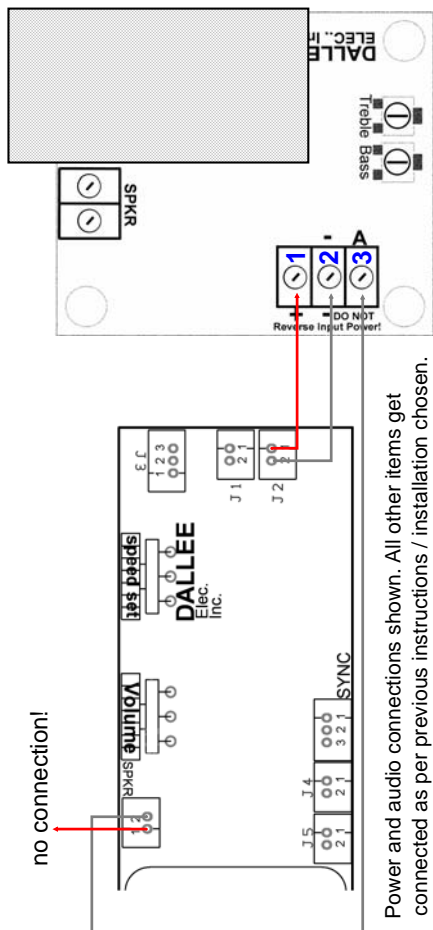 DALLEE
ELEC.. In
Treble Bass
SPKR
1 2 3
- A
+ - DO NOT
Reverse Input Power!
J 3
1 2 3
J 1
2 1
J 2
2 1
speed set
DALLEE
Elec.
Inc.
Volume
SPKR
1 2
no connection!
SYNC
3 2 1
J 4
2 1
J 5
2 1
Power and audio connections shown. All other items get
connected as per previous instructions / installation chosen.